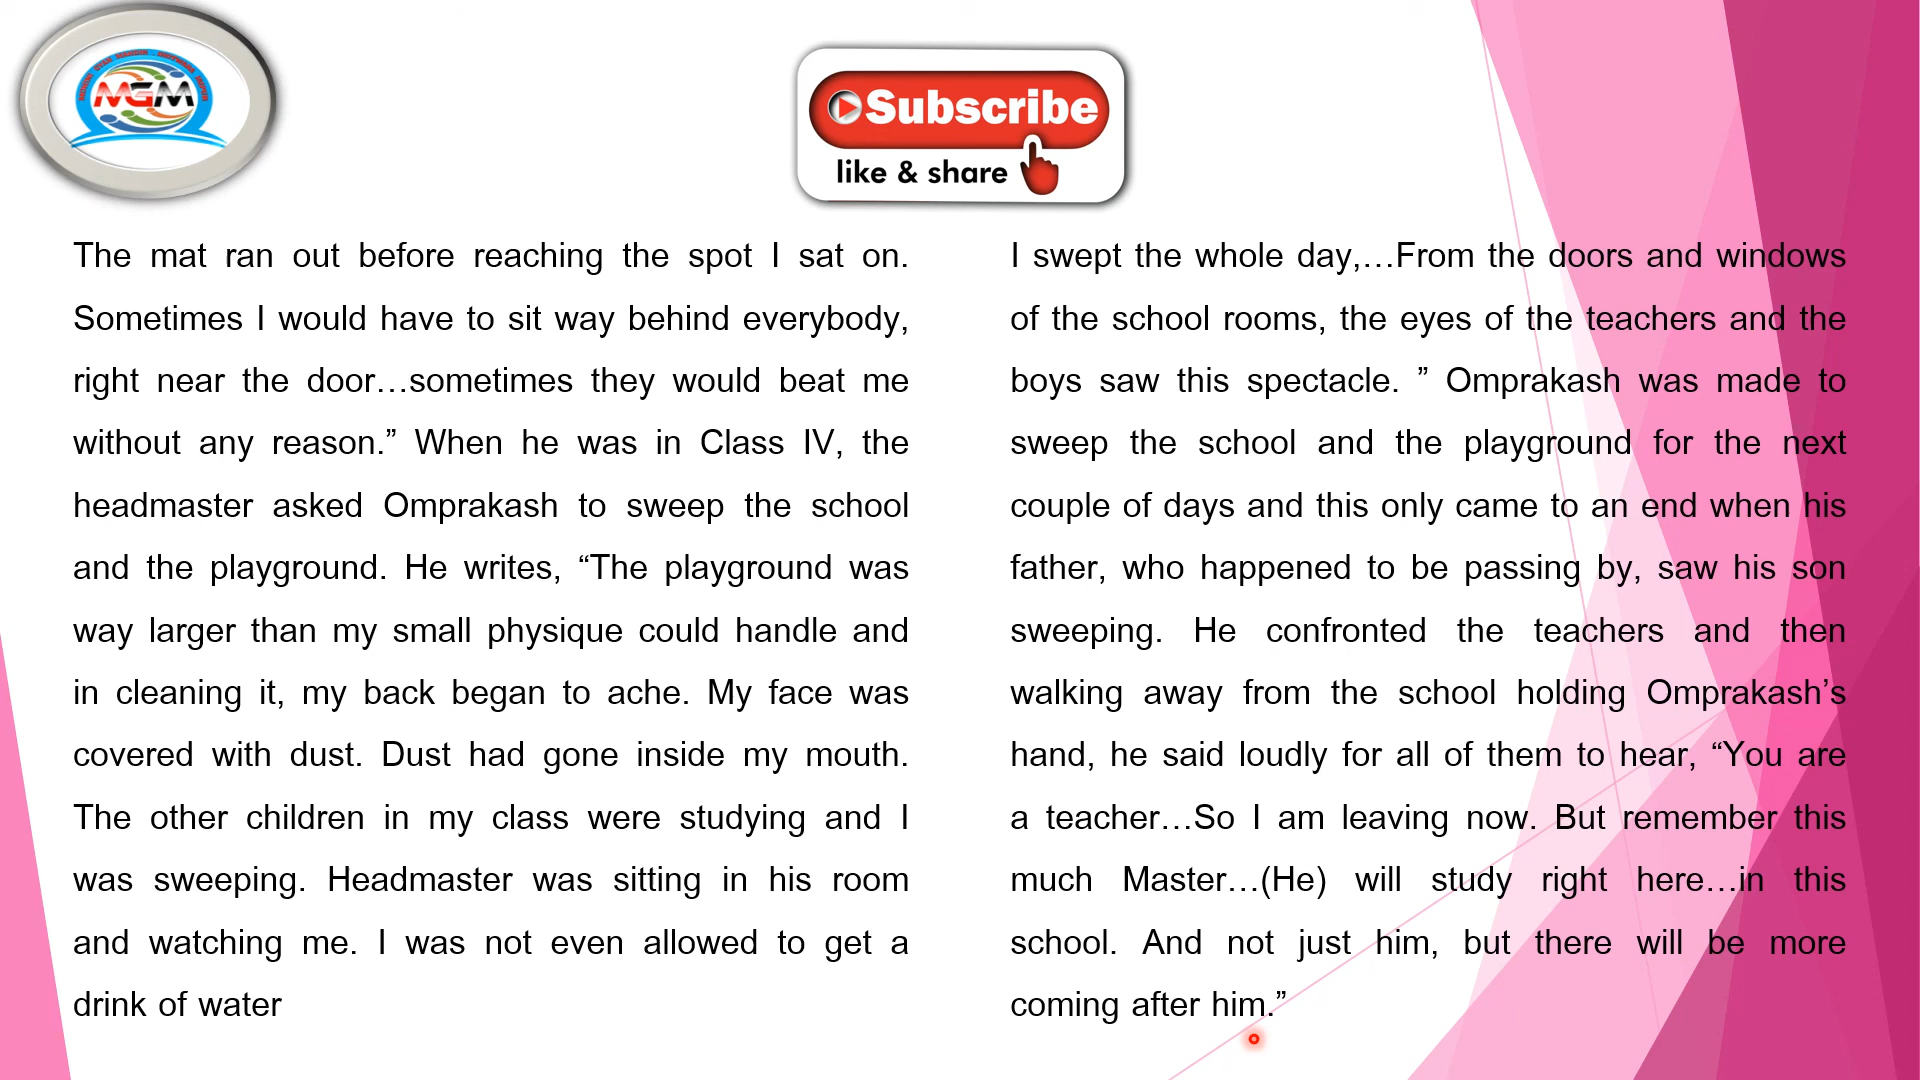 MGM
Subscribe
like & share
The mat ran out before reaching the spot I sat on.
Sometimes I would have to sit way behind everybody,
right near the door…sometimes they would beat me
without any reason.” When he was in Class IV, the
headmaster asked Omprakash to sweep the school
and the playground. He writes, “The playground was
way larger than my small physique could handle and
in cleaning it, my back began to ache. My face was
covered with dust. Dust had gone inside my mouth.
The other children in my class were studying and I
was sweeping. Headmaster was sitting in his room
and watching me. I was not even allowed to get a
drink of water
I swept the whole day,…From the doors and windows
of the school rooms, the eyes of the teachers and the
boys saw this spectacle. ” Omprakash was made to
sweep the school and the playground for the next
couple of days and this only came to an end when his
father, who happened to be passing by, saw his son
sweeping. He confronted the teachers and then
walking away from the school holding Omprakash’s
hand, he said loudly for all of them to hear, “You are
a teacher…So I am leaving now. But remember this
much Master…(He) will study right here…in this
school. And not just him, but there will be more
coming after him.”